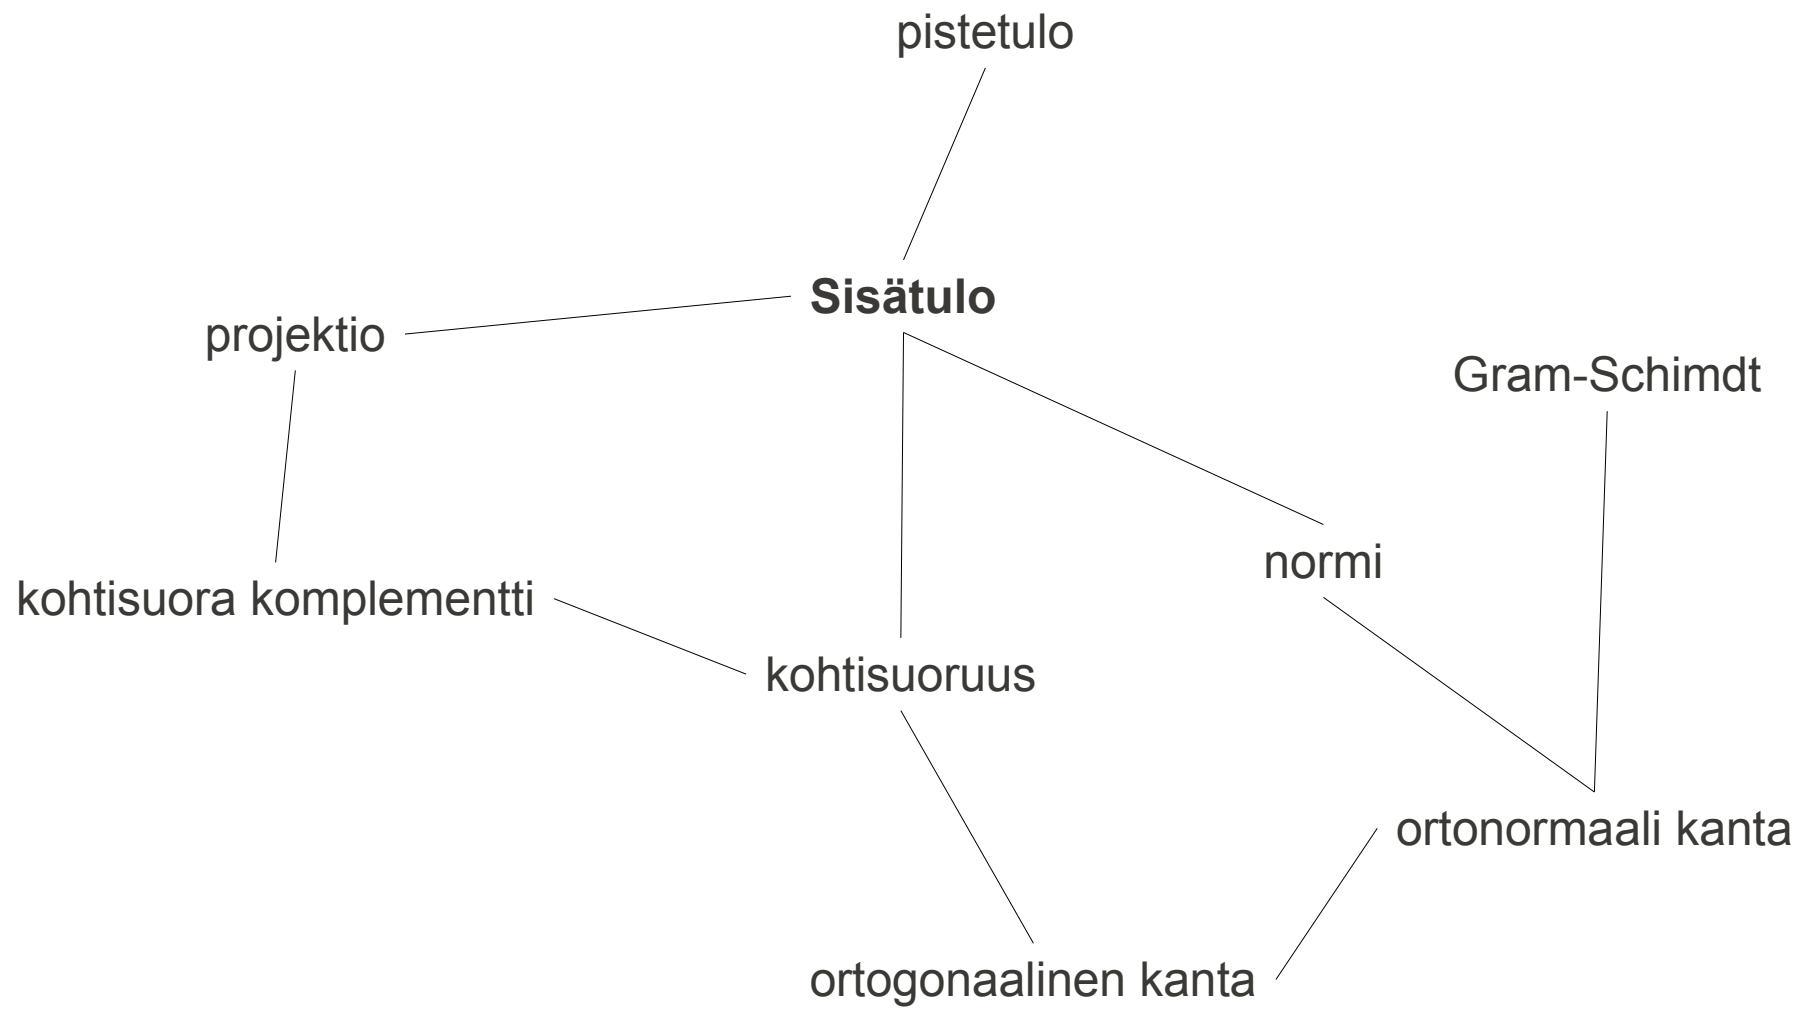 pistetulo
Sisätulo
projektio
Gram-Schimdt
normi
kohtisuora komplementti
kohtisuoruus
ortonormaali kanta
ortogonaalinen kanta